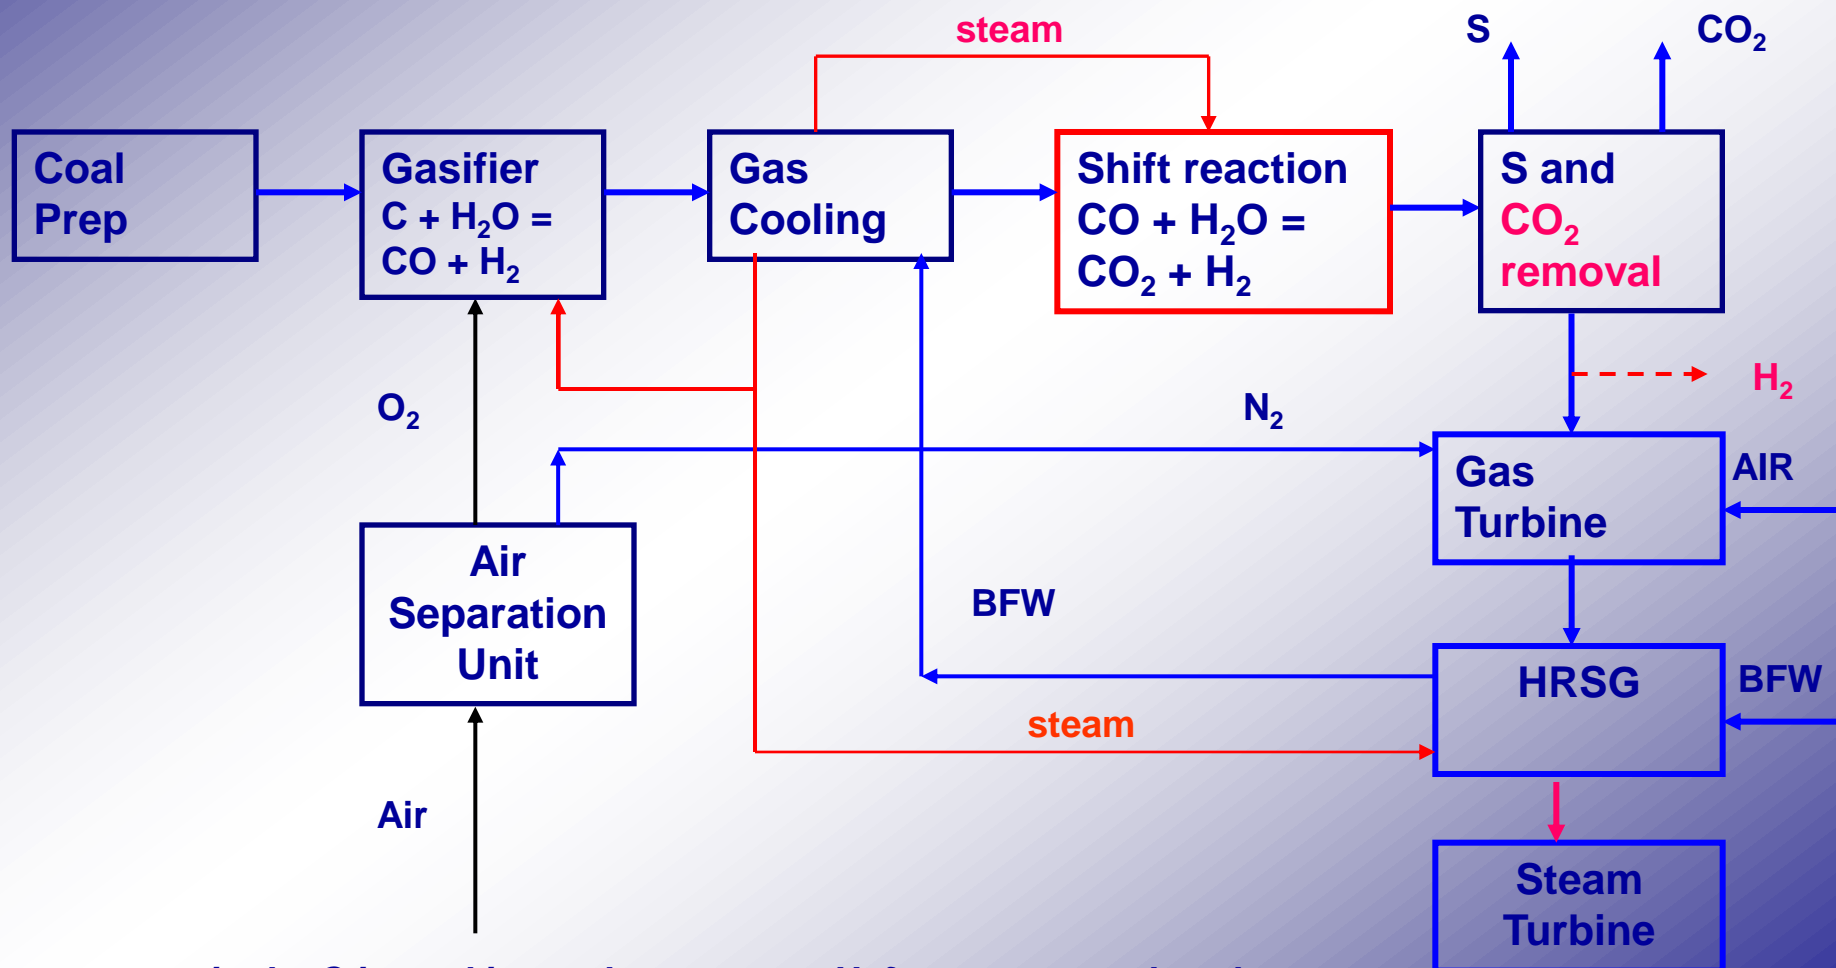 steam
S
CO₂
Coal
Prep
Gasifier
C + H₂O =
CO + H₂
Gas
Cooling
Shift reaction
CO + H₂O =
CO₂ + H₂
S and
CO₂
removal
H₂
O₂
N₂
Gas
Turbine
AIR
Air
Separation
Unit
BFW
HRSG
BFW
steam
Air
Steam
Turbine